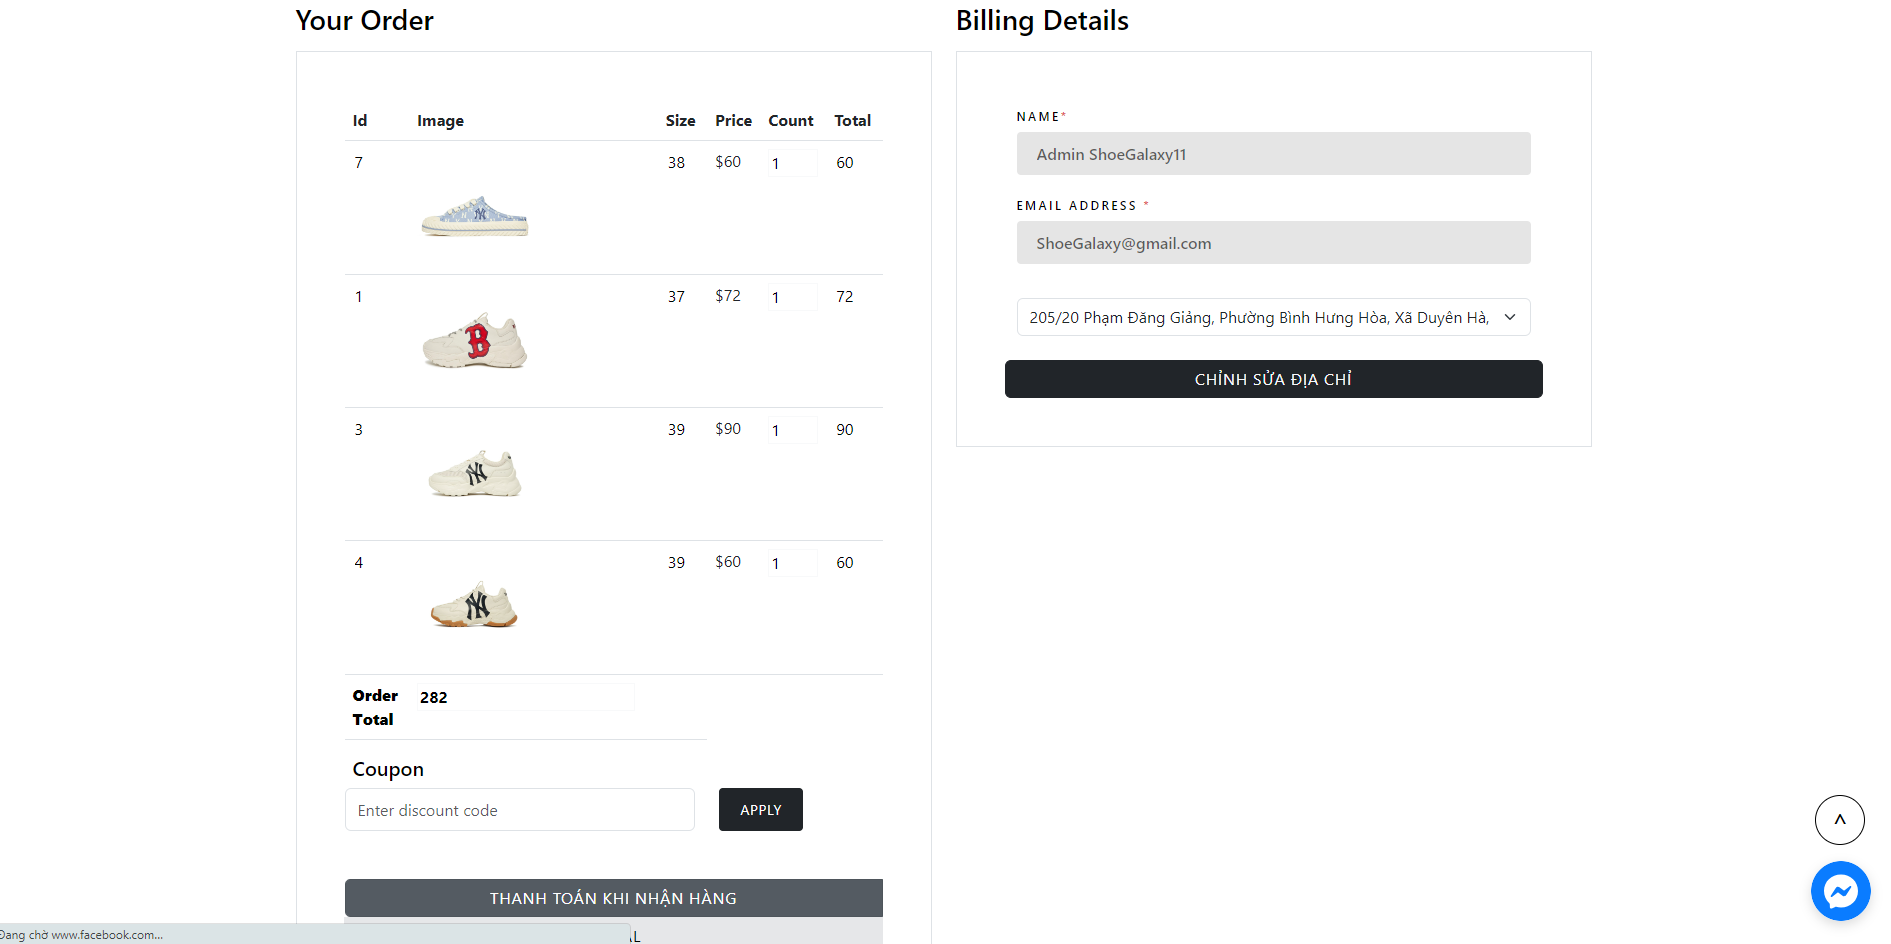 Your Order
Id Image Size Price Count Total
7 38 $60 1 60
1 37 $72 1 72
3 39 $90 1 90
4 39 $60 1 60
Order Total 282
Coupon
Enter discount code APPLY
THANH TOÁN KHI NHẬN HÀNG
Billing Details
NAME*
Admin ShoeGalaxy11
EMAIL ADDRESS *
ShoeGalaxy@gmail.com
205/20 Phạm Đăng Giảng, Phường Bình Hưng Hòa, Xã Duyên Hà,
CHỈNH SỬA ĐỊA CHỈ
Đang chờ www.facebook.com...